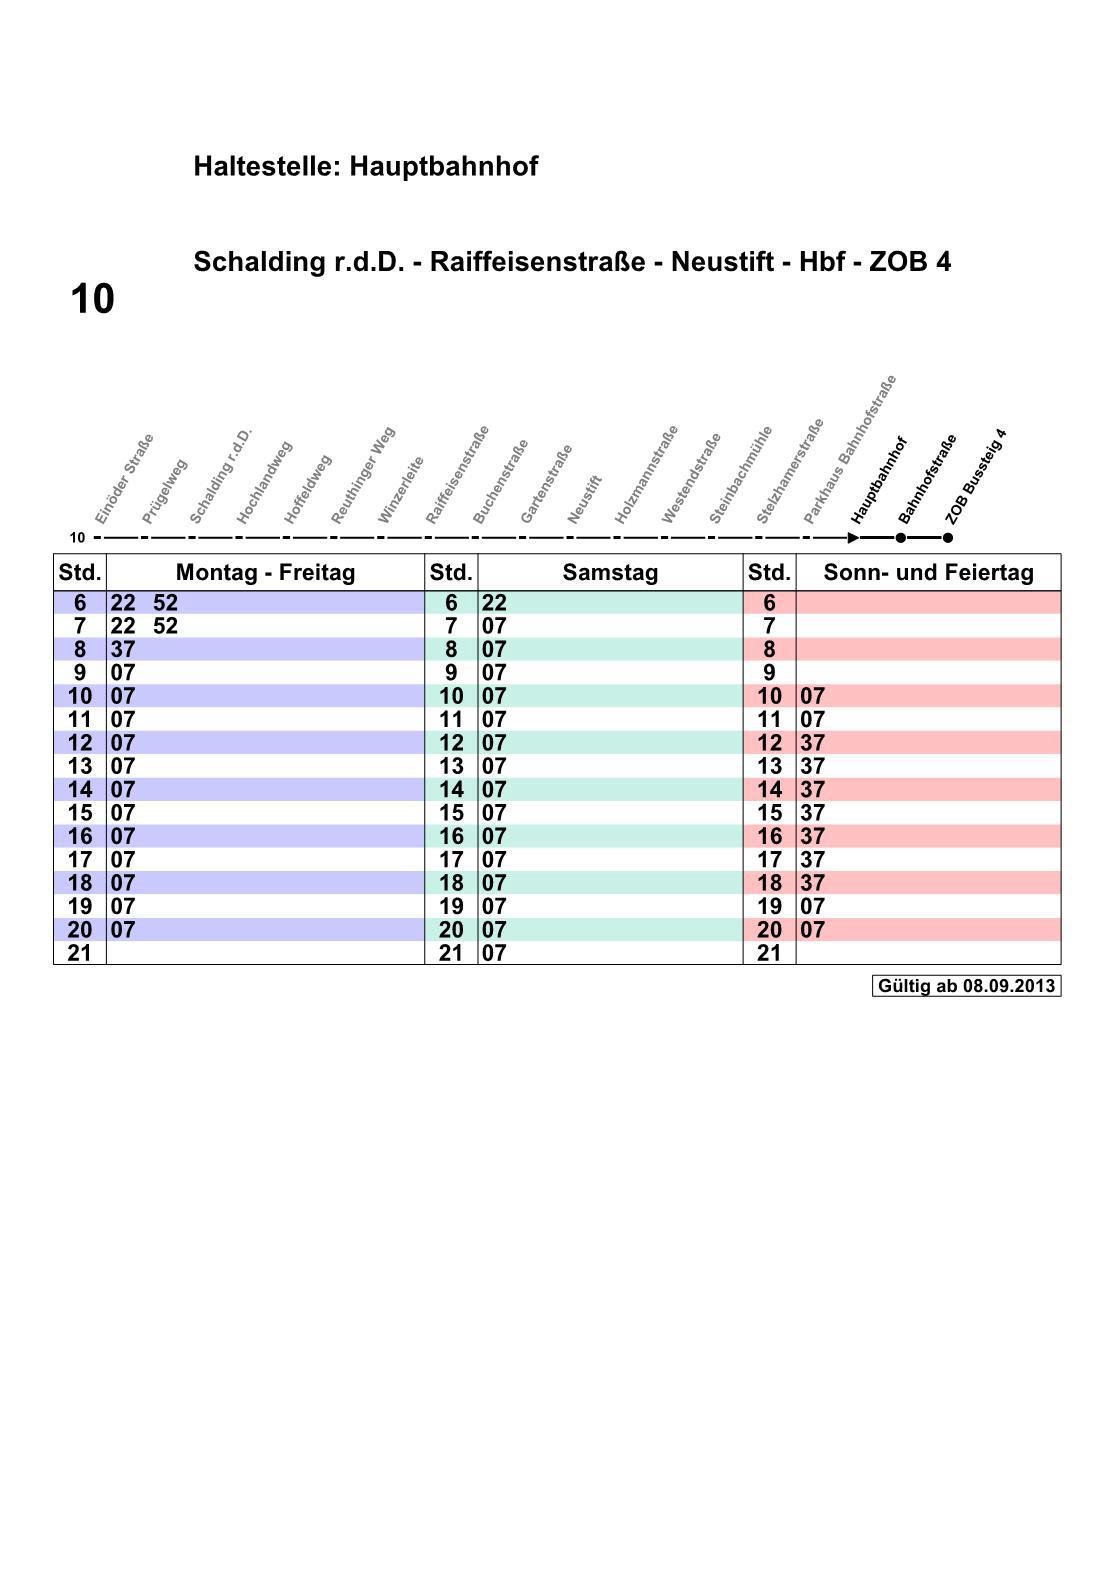 Haltestelle: Hauptbahnhof
Schalding r.d.D. - Raiffeisenstraße - Neustift - Hbf - ZOB 4
10
Einöder Straße
Prügelweg
Schalding r.d.D.
Hochlandweg
Hoffeldweg
Reuthinger Weg
Winzerleite
Raiffeisenstraße
Buchenstraße
Gartenstraße
Neustift
Holzmannstraße
Westendstraße
Steinbachmühle
Stelzhamerstraße
Parkhaus Bahnhofstraße
Hauptbahnhof
Bahnhofstraße
ZOB Bussteig 4
10
Std. Montag - Freitag Std. Samstag Std. Sonn- und Feiertag
6 22 52 6 22 6
7 22 52 7 07 7
8 37 8 07 8
9 07 9 07 9
10 07 10 07 10 07
11 07 11 07 11 07
12 07 12 07 12 37
13 07 13 07 13 37
14 07 14 07 14 37
15 07 15 07 15 37
16 07 16 07 16 37
17 07 17 07 17 37
18 07 18 07 18 37
19 07 19 07 19 07
20 07 20 07 20 07
21 21 07 21
Gültig ab 08.09.2013